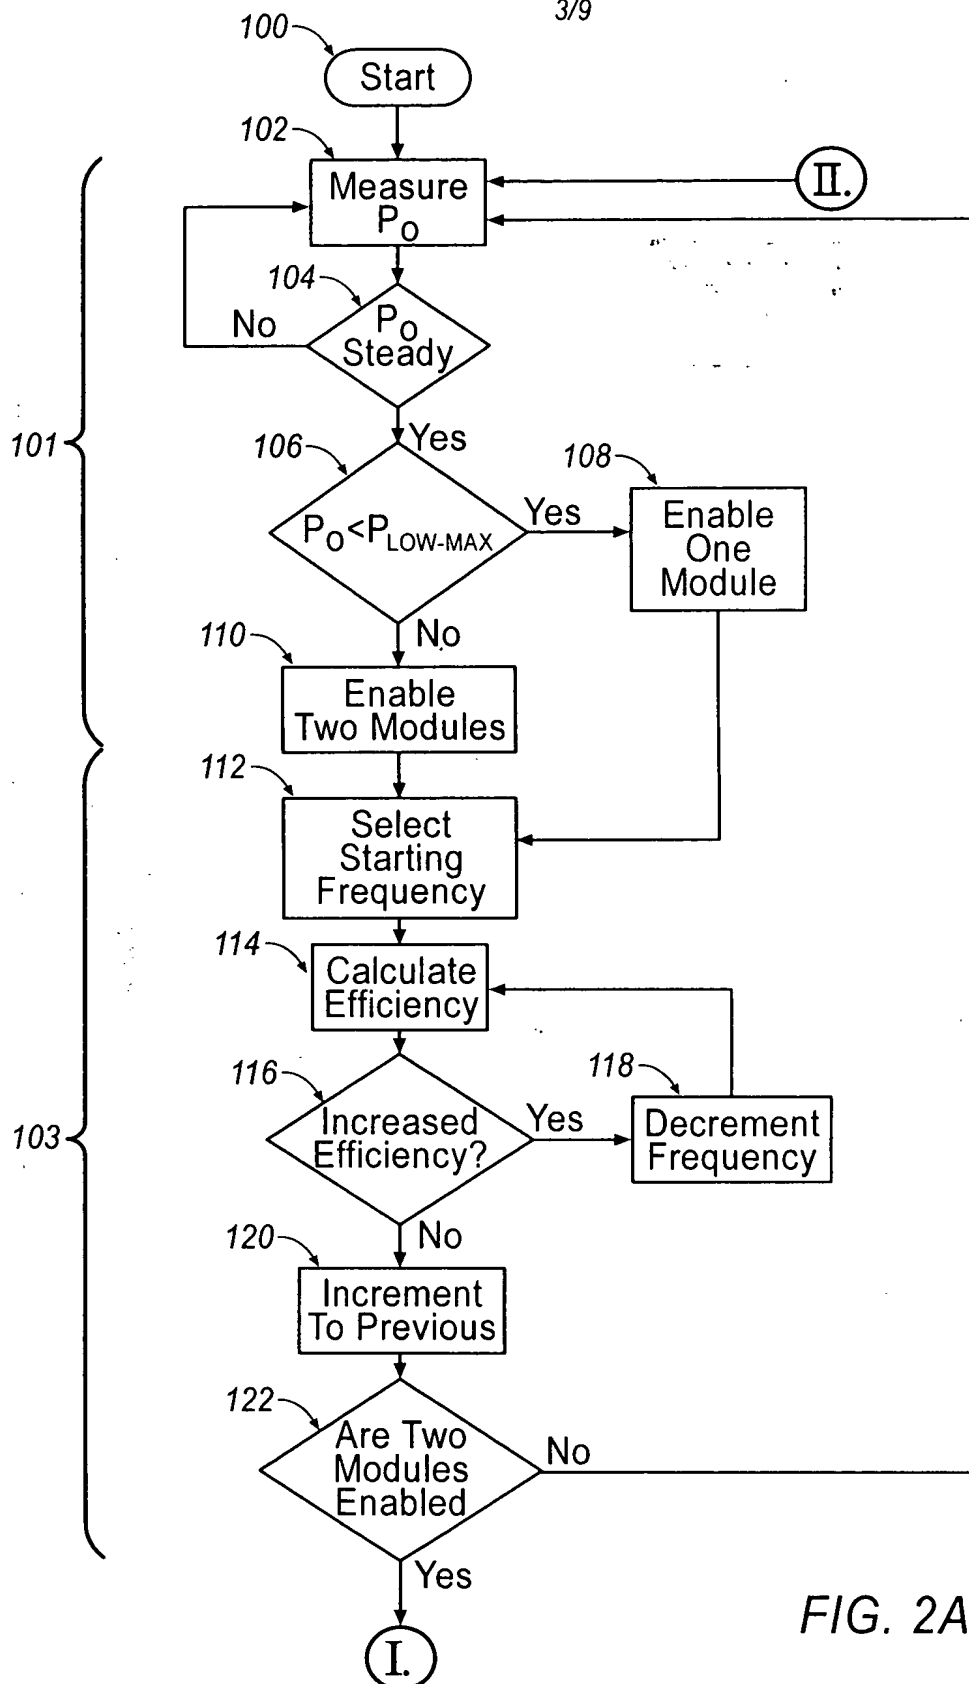 3/9
100
Start
102
Measure
PO
II.
104
PO
Steady
No
Yes
101
106
PO<PLOW-MAX
Yes
108
Enable
One
Module
No
110
Enable
Two Modules
112
Select
Starting
Frequency
114
Calculate
Efficiency
116
Increased
Efficiency?
Yes
118
Decrement
Frequency
103
No
120
Increment
To Previous
122
Are Two
Modules
Enabled
No
Yes
I.
FIG. 2A